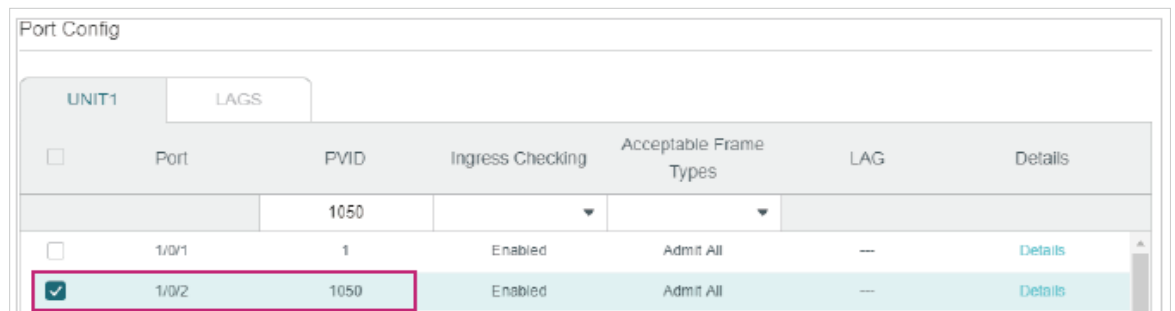 Port Config
UNIT1 LAGS
Port PVID Ingress Checking Acceptable Frame Types LAG Details
1050
1/0/1 1 Enabled Admit All --- Details
1/0/2 1050 Enabled Admit All --- Details